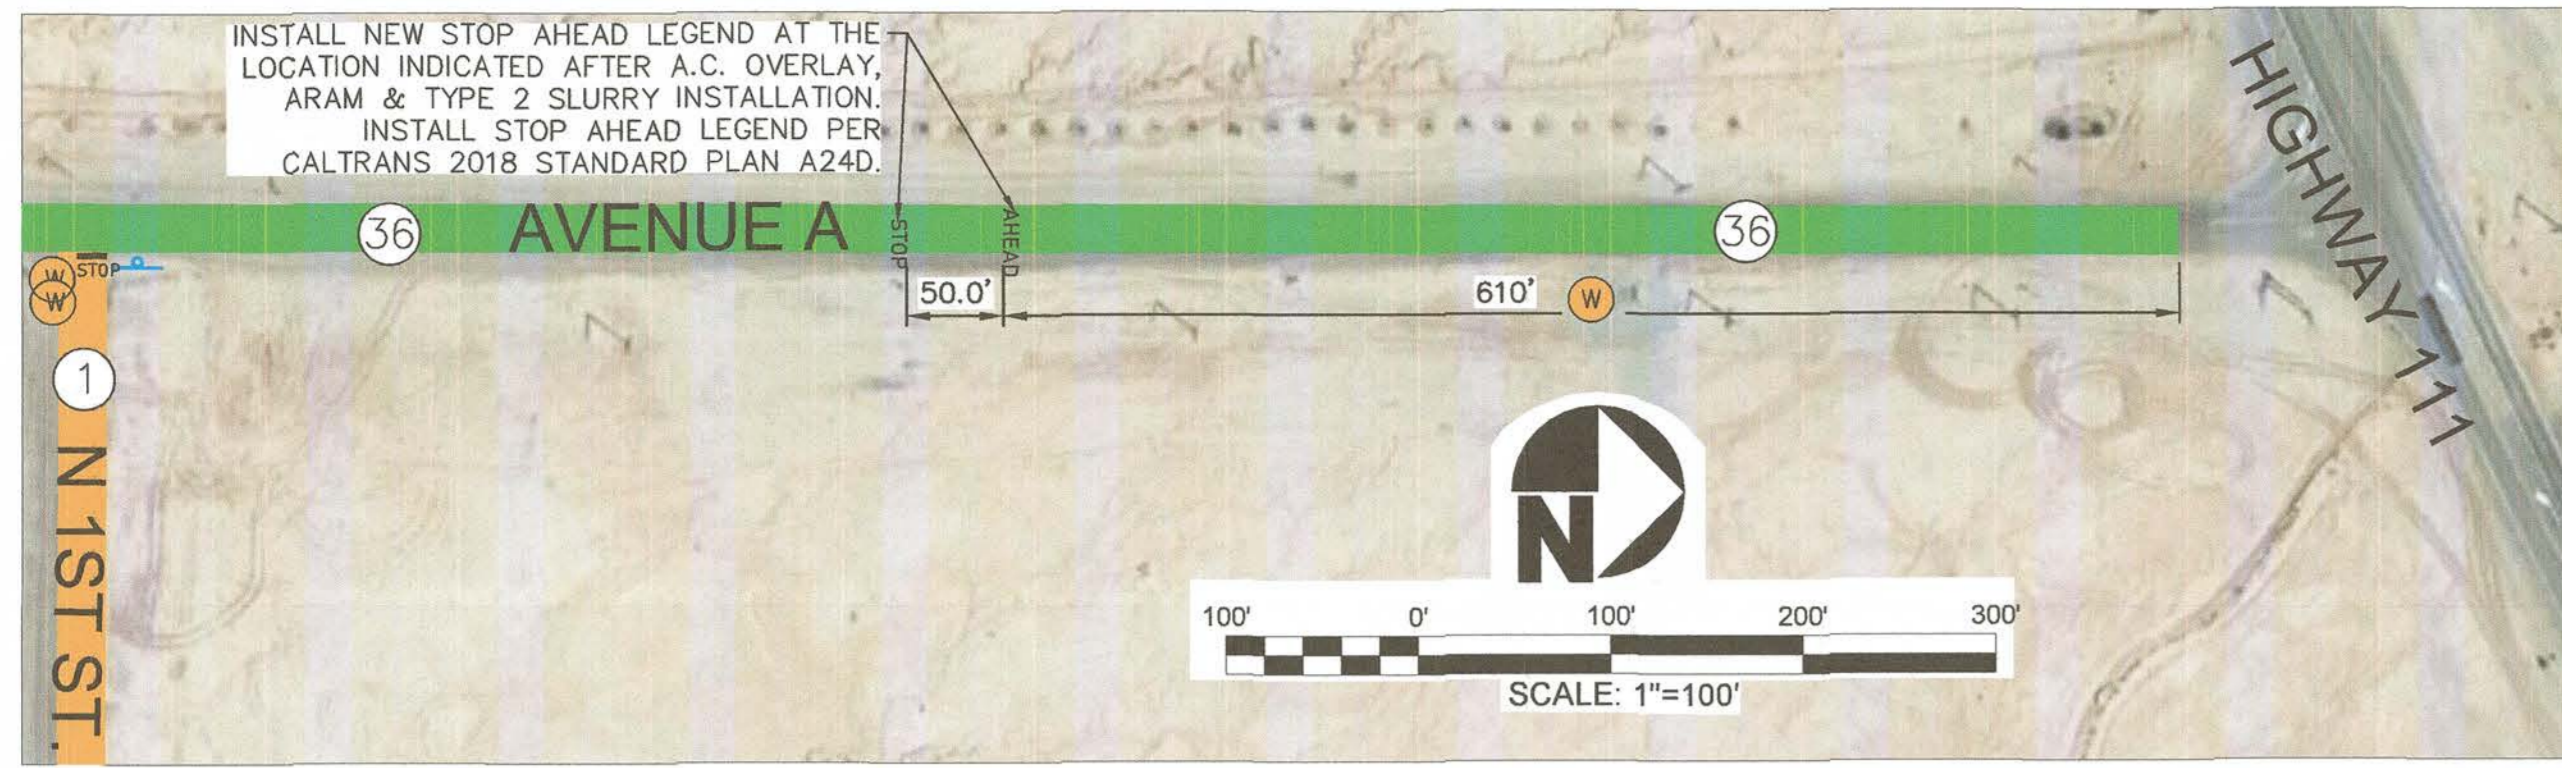 INSTALL NEW STOP AHEAD LEGEND AT THE
LOCATION INDICATED AFTER A.C. OVERLAY,
ARAM & TYPE 2 SLURRY INSTALLATION.
INSTALL STOP AHEAD LEGEND PER
CALTRANS 2018 STANDARD PLAN A24D.
HIGHWAY 111
36
AVENUE A
STOP
AHEAD
36
W
W
STOP
50.0'
610'
W
1
N 1ST ST.
N
100'
0'
100'
200'
300'
SCALE: 1"=100'